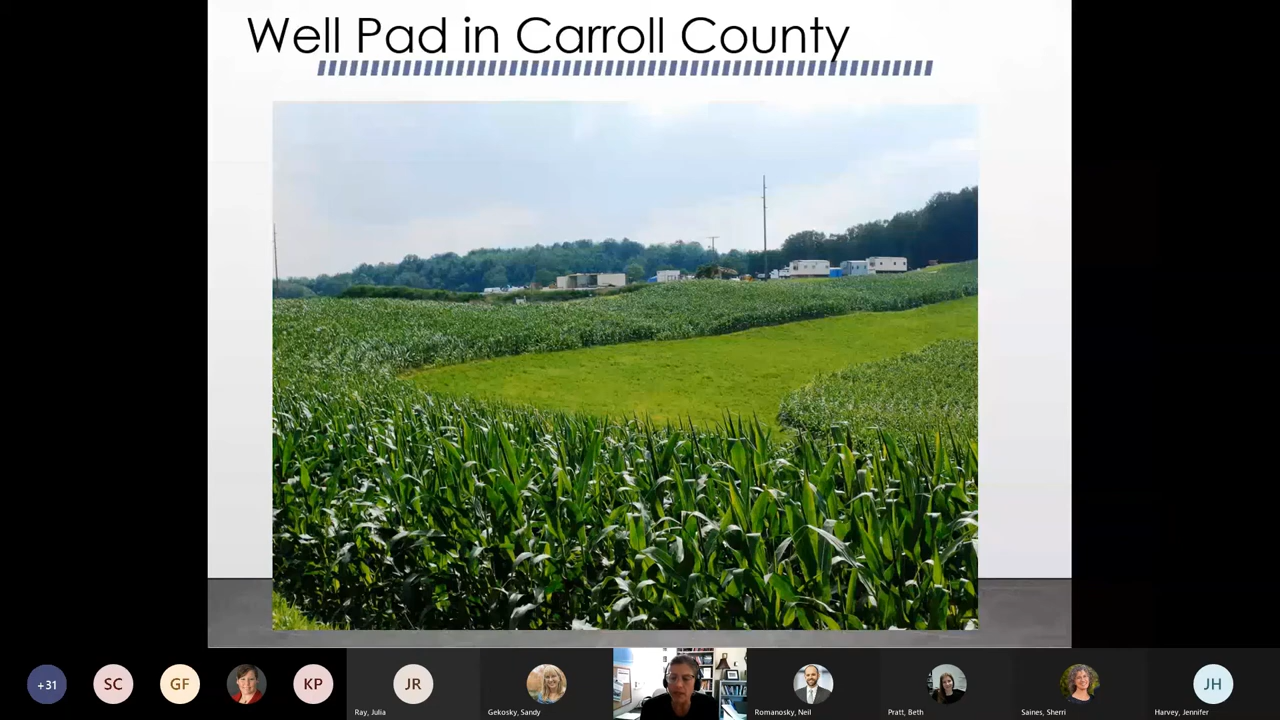 Well Pad in Carroll County
+31
SC
GF
KP
JR
JH
Ray, Julia
Gekosky, Sandy
Romanosky, Neil
Pratt, Beth
Saines, Sherri
Harvey, Jennifer